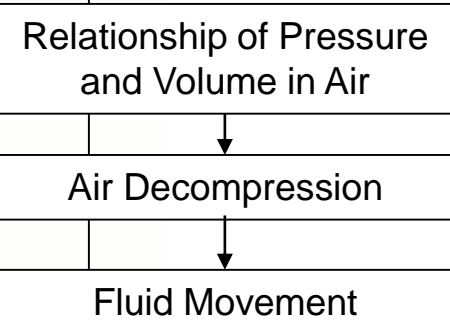 Relationship of Pressure
and Volume in Air
Air Decompression
Fluid Movement